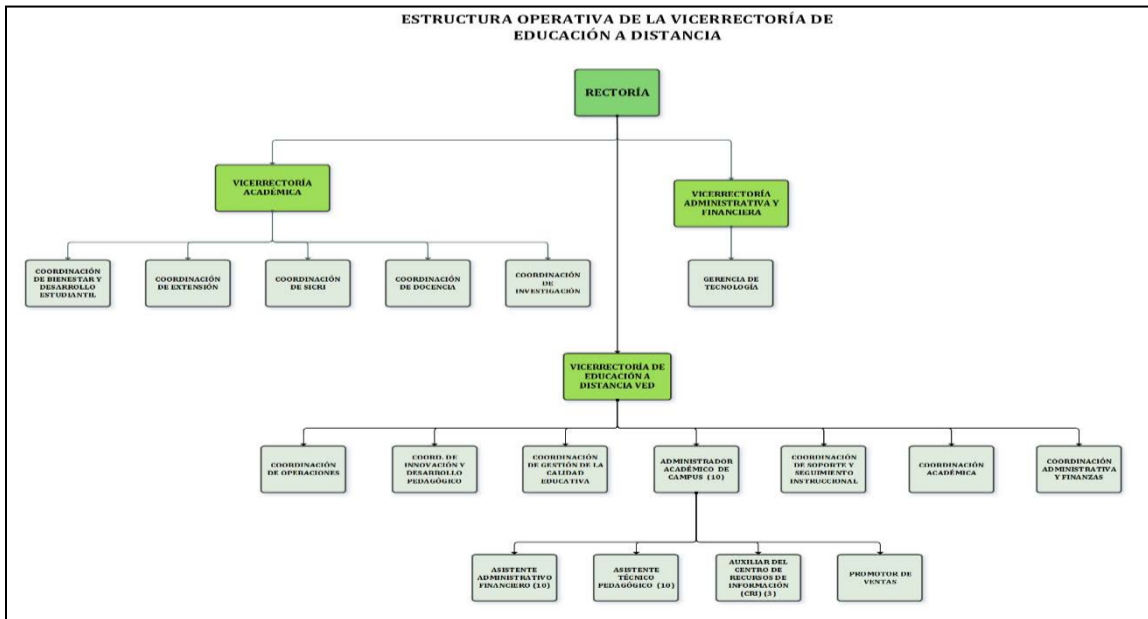 ESTRUCTURA OPERATIVA DE LA VICERRECTORÍA DE
EDUCACIÓN A DISTANCIA
RECTORÍA
VICERRECTORÍA
ACADÉMICA
VICERRECTORÍA
ADMINISTRATIVA Y
FINANCIERA
COORDINACIÓN
DE BIENESTAR Y
DESARROLLO
ESTUDIANTIL
COORDINACIÓN
DE EXTENSIÓN
COORDINACIÓN
DE SICRI
COORDINACIÓN
DE DOCENCIA
COORDINACIÓN
DE
INVESTIGACIÓN
GERENCIA DE
TECNOLOGÍA
VICERRECTORÍA DE
EDUCACIÓN A
DISTANCIA VED
COORDINACIÓN
DE OPERACIONES
COORD. DE
INNOVACIÓN Y
DESARROLLO
PEDAGÓGICO
COORDINACIÓN
DE GESTIÓN DE LA
CALIDAD
EDUCATIVA
ADMINISTRADOR
ACADÉMICO DE
CAMPUS (10)
COORDINACIÓN
DE SOPORTE Y
SEGUIMIENTO
INSTRUCCIONAL
COORDINACIÓN
ACADÉMICA
COORDINACIÓN
ADMINISTRATIVA
Y FINANZAS
ASISTENTE
ADMINISTRATIVO
FINANCIERO (10)
ASISTENTE
TÉCNICO
PEDAGÓGICO (10)
AUXILIAR DEL
CENTRO DE
RECURSOS DE
INFORMACIÓN
(CRI) (3)
PROMOTOR DE
VENTAS